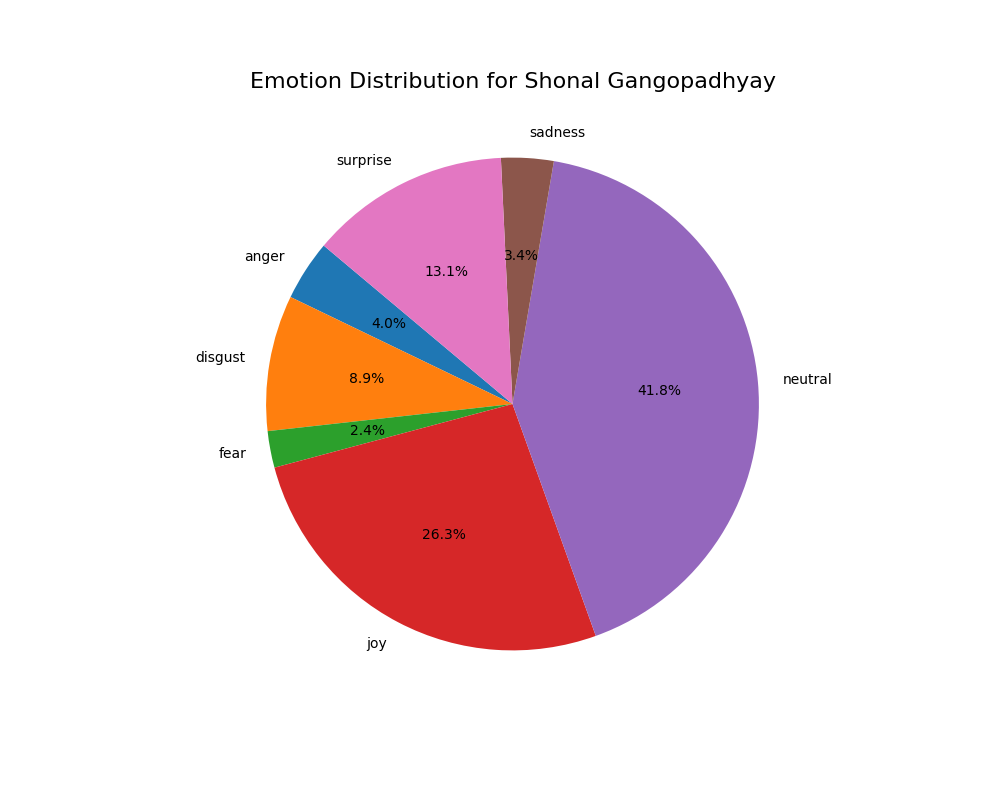 Emotion Distribution for Shonal Gangopadhyay
sadness
surprise
anger
3.4%
13.1%
4.0%
disgust
8.9%
neutral
41.8%
2.4%
fear
26.3%
joy